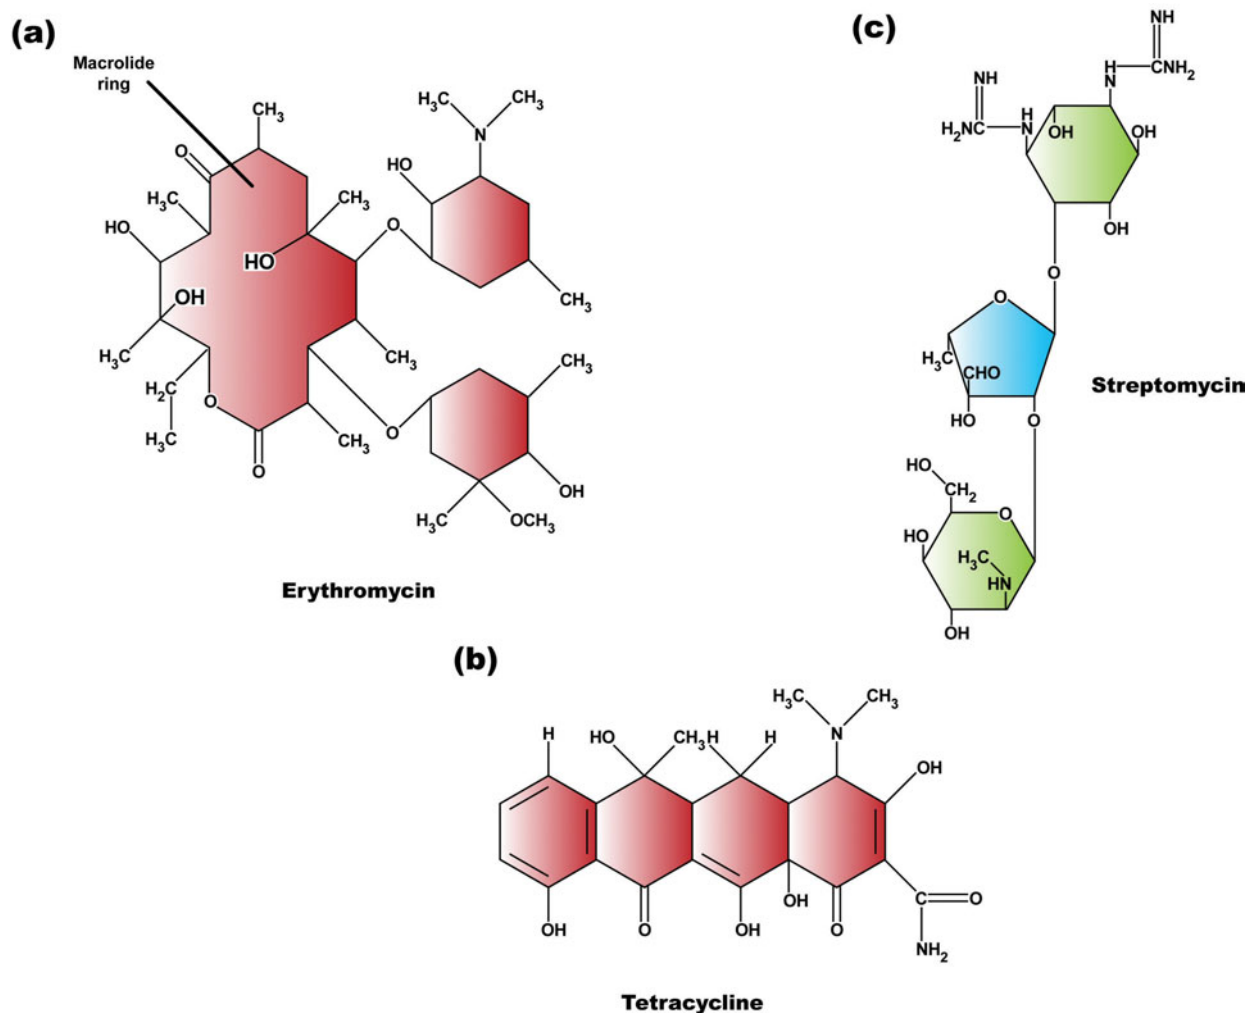 (a)
Macrolide
ring
CH₃
O
H₃C
HO
HO
OH
H₃C
H₂C
H₃C
O
O
CH₃
CH₃
CH₃
O
O
H₃C
CH₃
N
HO
CH₃
CH₃
OH
H₃C
OCH₃
Erythromycin
(c)
NH
NH
H
N
CNH₂
H₂NC
H
N
OH
OH
OH
O
O
H₃C
CHO
HO
O
Streptomycin
HO
CH₂
O
HO
H₃C
HN
OH
(b)
H
HO
CH₃
H
H
H₃C
CH₃
N
OH
OH
O
OH
OH
O
C
O
NH₂
Tetracycline